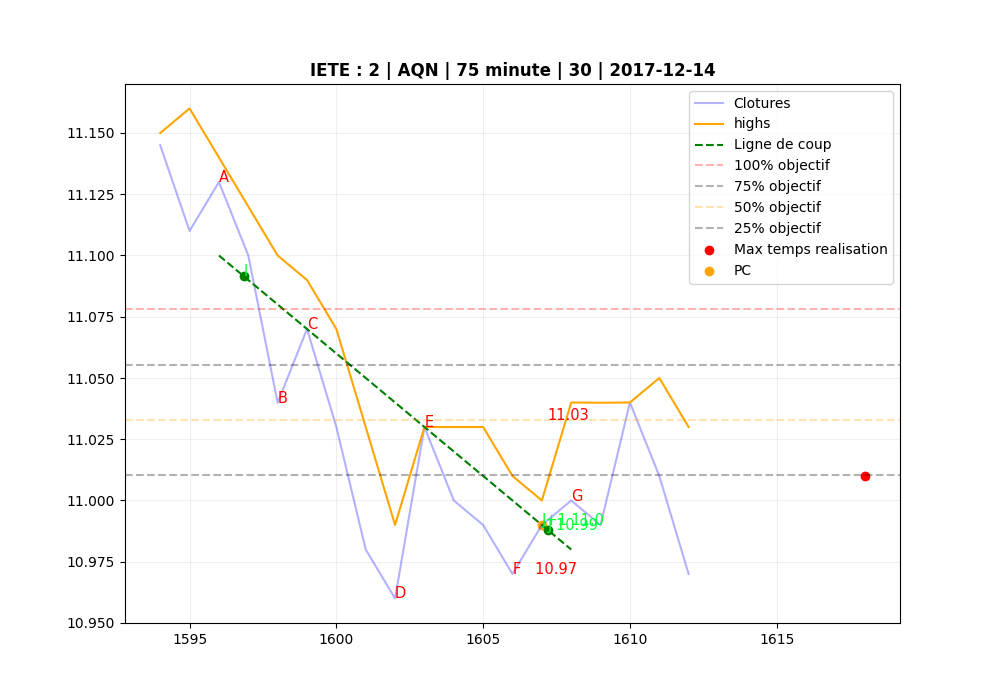 IETE : 2 | AQN | 75 minute | 30 | 2017-12-14
Clotures
highs
Ligne de coup
100% objectif
75% objectif
50% objectif
25% objectif
Max temps realisation
PC
11.150
11.125
11.100
11.075
11.050
11.025
11.000
10.975
10.950
A
B
C
D
E
11.03
G
10.99
F
10.97
1595
1600
1605
1610
1615